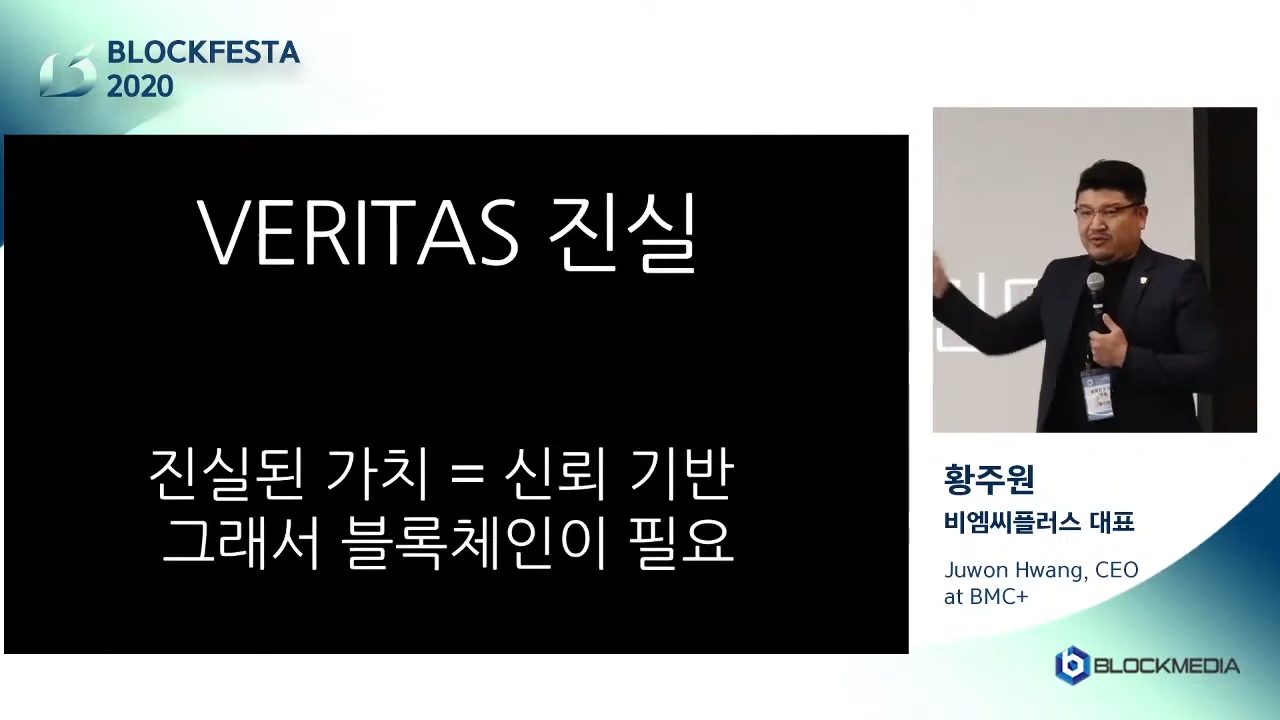 BLOCKFESTA
2020
VERITAS 진실
진실된 가치 = 신뢰 기반
그래서 블록체인이 필요
황주원
비엠씨플러스 대표
Juwon Hwang, CEO
at BMC+
BLOCKMEDIA